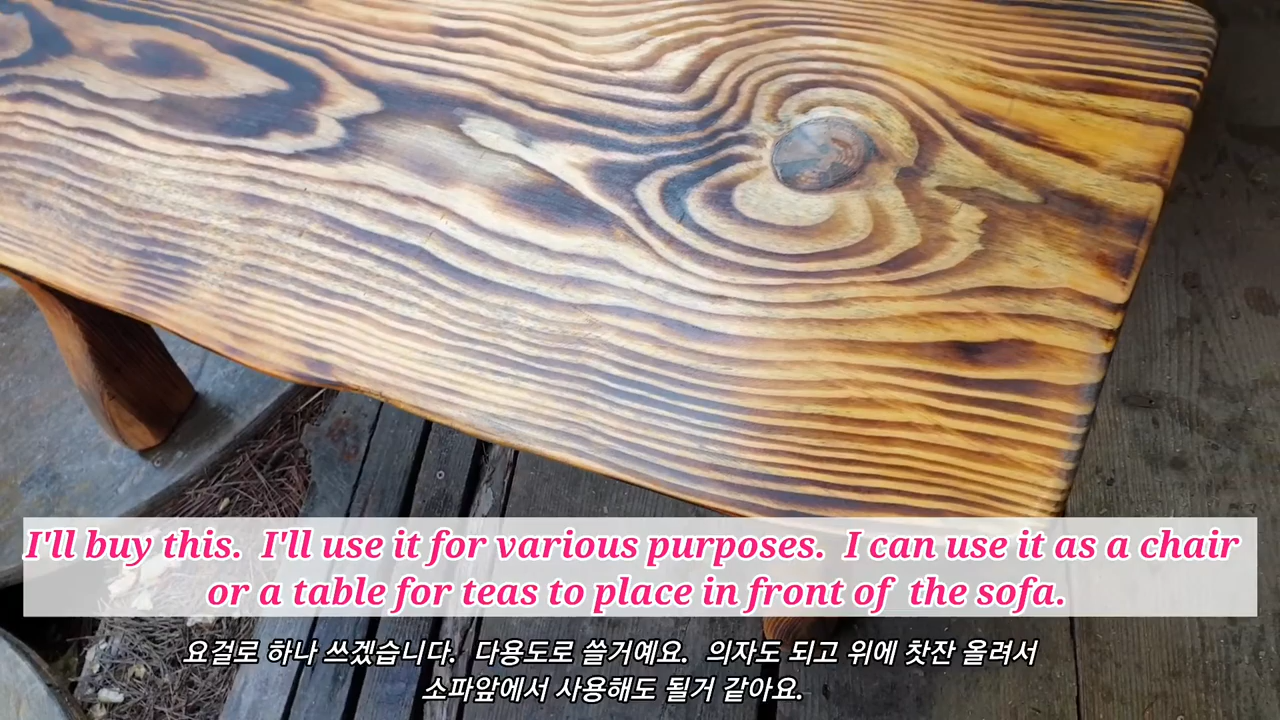 I'll buy this. I'll use it for various purposes. I can use it as a chair
or a table for teas to place in front of the sofa.
요걸로 하나 쓰겠습니다. 다용도로 쓸거예요. 의자도 되고 위에 찻잔 올려서
소파앞에서 사용해도 될거 같아요.